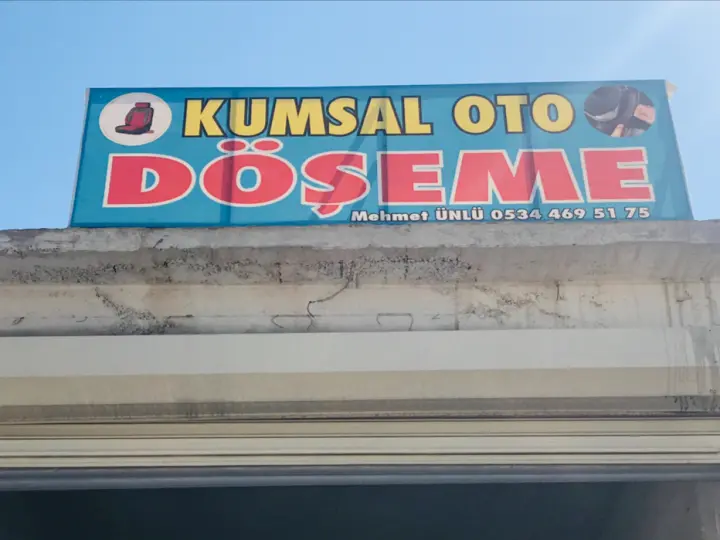 KUMSAL OTO
DÖŞEME
Mehmet ÜNLÜ 0534 469 51 75